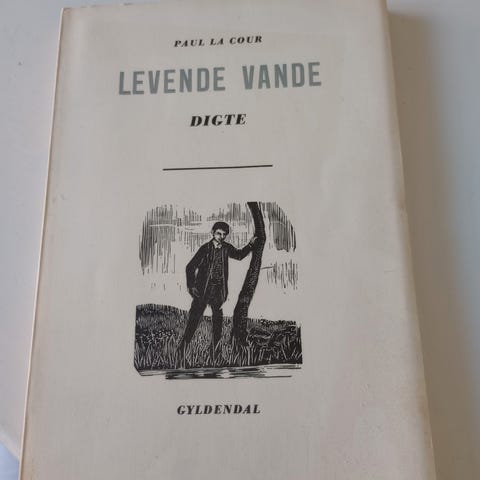 PAUL LA COUR
LEVENDE VANDE
DIGTE
GYLDENDAL